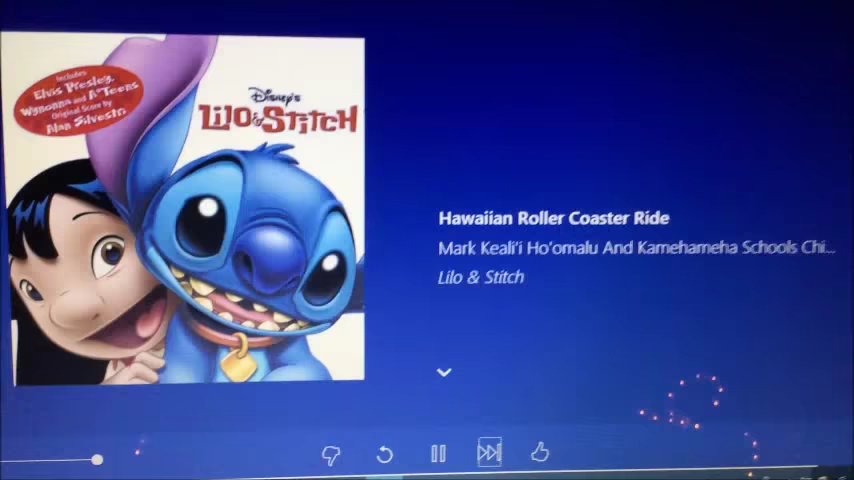 Includes
Elvis Presley,
Wynonna and A*Teens
Original Score by
Alan Silvestri
Disney's
Lilo & Stitch
Hawaiian Roller Coaster Ride
Mark Keali'i Ho'omalu And Kamehameha Schools Chi...
Lilo & Stitch